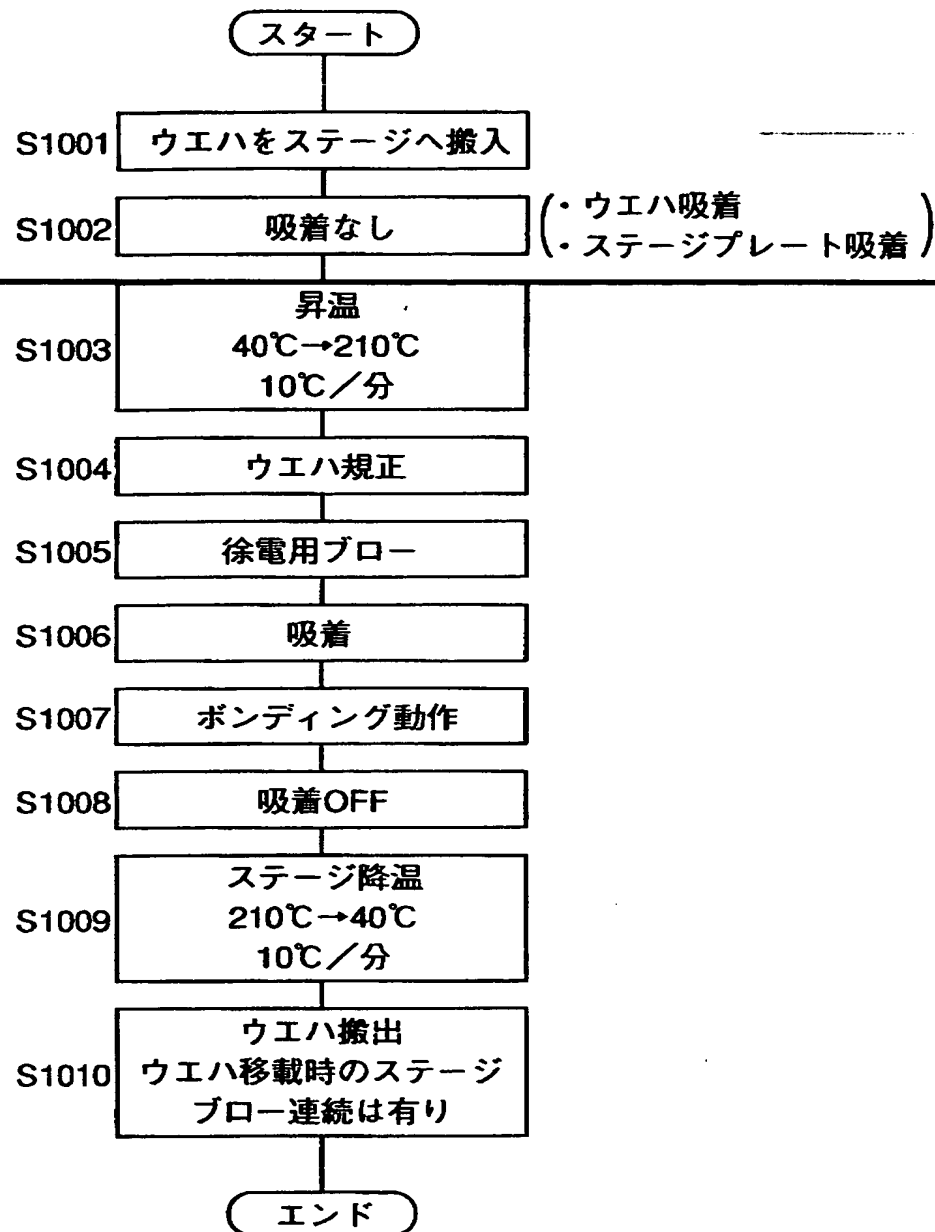 スタート
S1001 ウエハをステージへ搬入
S1002 吸着なし (・ウエハ吸着
・ステージプレート吸着)
昇温
S1003 40℃→210℃
10℃/分
S1004 ウエハ規正
S1005 徐電用ブロー
S1006 吸着
S1007 ボンディング動作
S1008 吸着OFF
ステージ降温
S1009 210℃→40℃
10℃/分
ウエハ搬出
S1010 ウエハ移載時のステージ
ブロー連続は有り
エンド